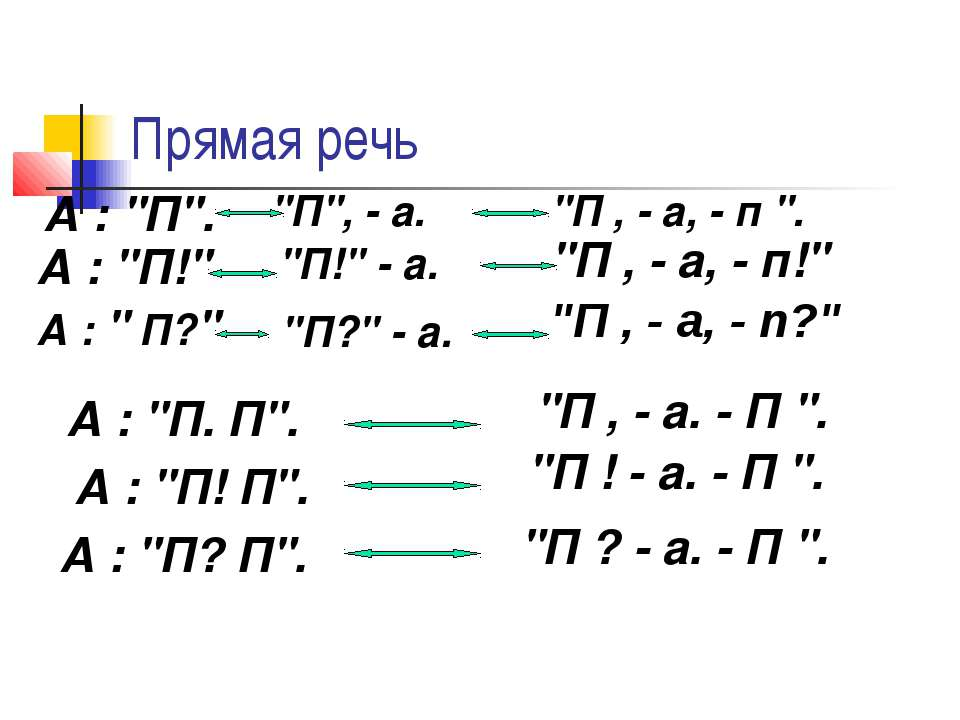 Прямая речь
А : "П". "П", - а. "П , - а, - п ".
А : "П!" "П!" - а. "П , - а, - п!"
А : " П?" "П?" - а. "П , - а, - п?"
А : "П. П". "П , - а. - П ".
А : "П! П". "П ! - а. - П ".
А : "П? П". "П ? - а. - П ".